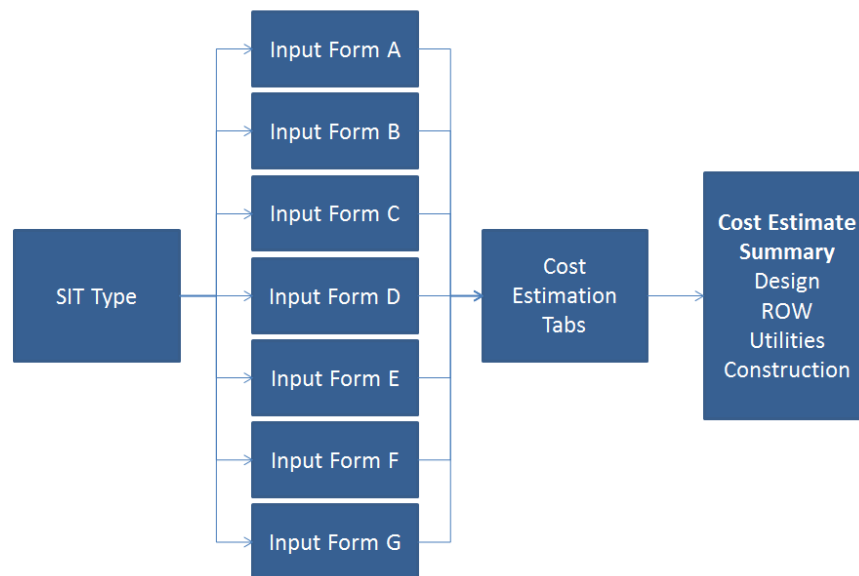 SIT Type
Input Form A
Input Form B
Input Form C
Input Form D
Input Form E
Input Form F
Input Form G
Cost
Estimation
Tabs
Cost Estimate
Summary
Design
ROW
Utilities
Construction